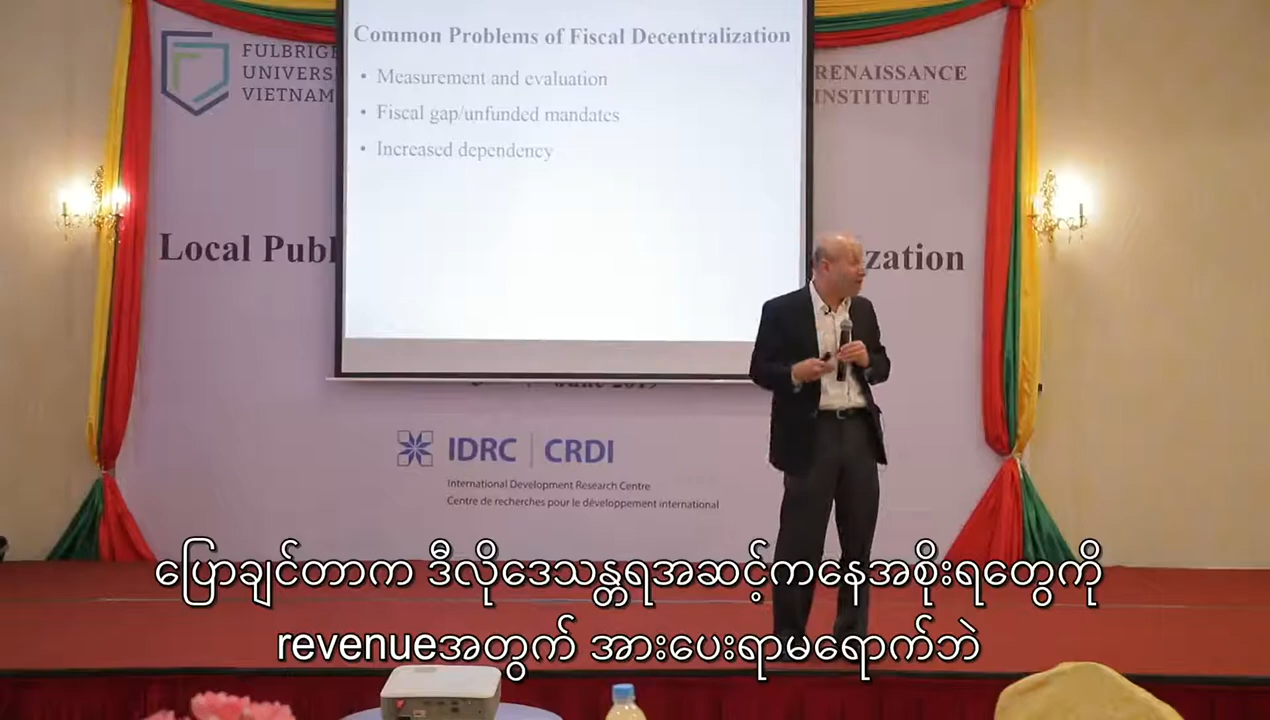 Common Problems of Fiscal Decentralization
• Measurement and evaluation
• Fiscal gap/unfunded mandates
• Increased dependency
FULBRIG
UNIVERS
VIETNAM
RENAISSANCE
INSTITUTE
Local Publ
zation
June 2017
IDRC | CRDI
International Development Research Centre
Centre de recherches pour le développement international
ပြောချင်တာက ဒီလိုဒေသန္တရအဆင့်ကနေအစိုးရတွေကို
revenueအတွက် အားပေးရာမရောက်ဘဲ